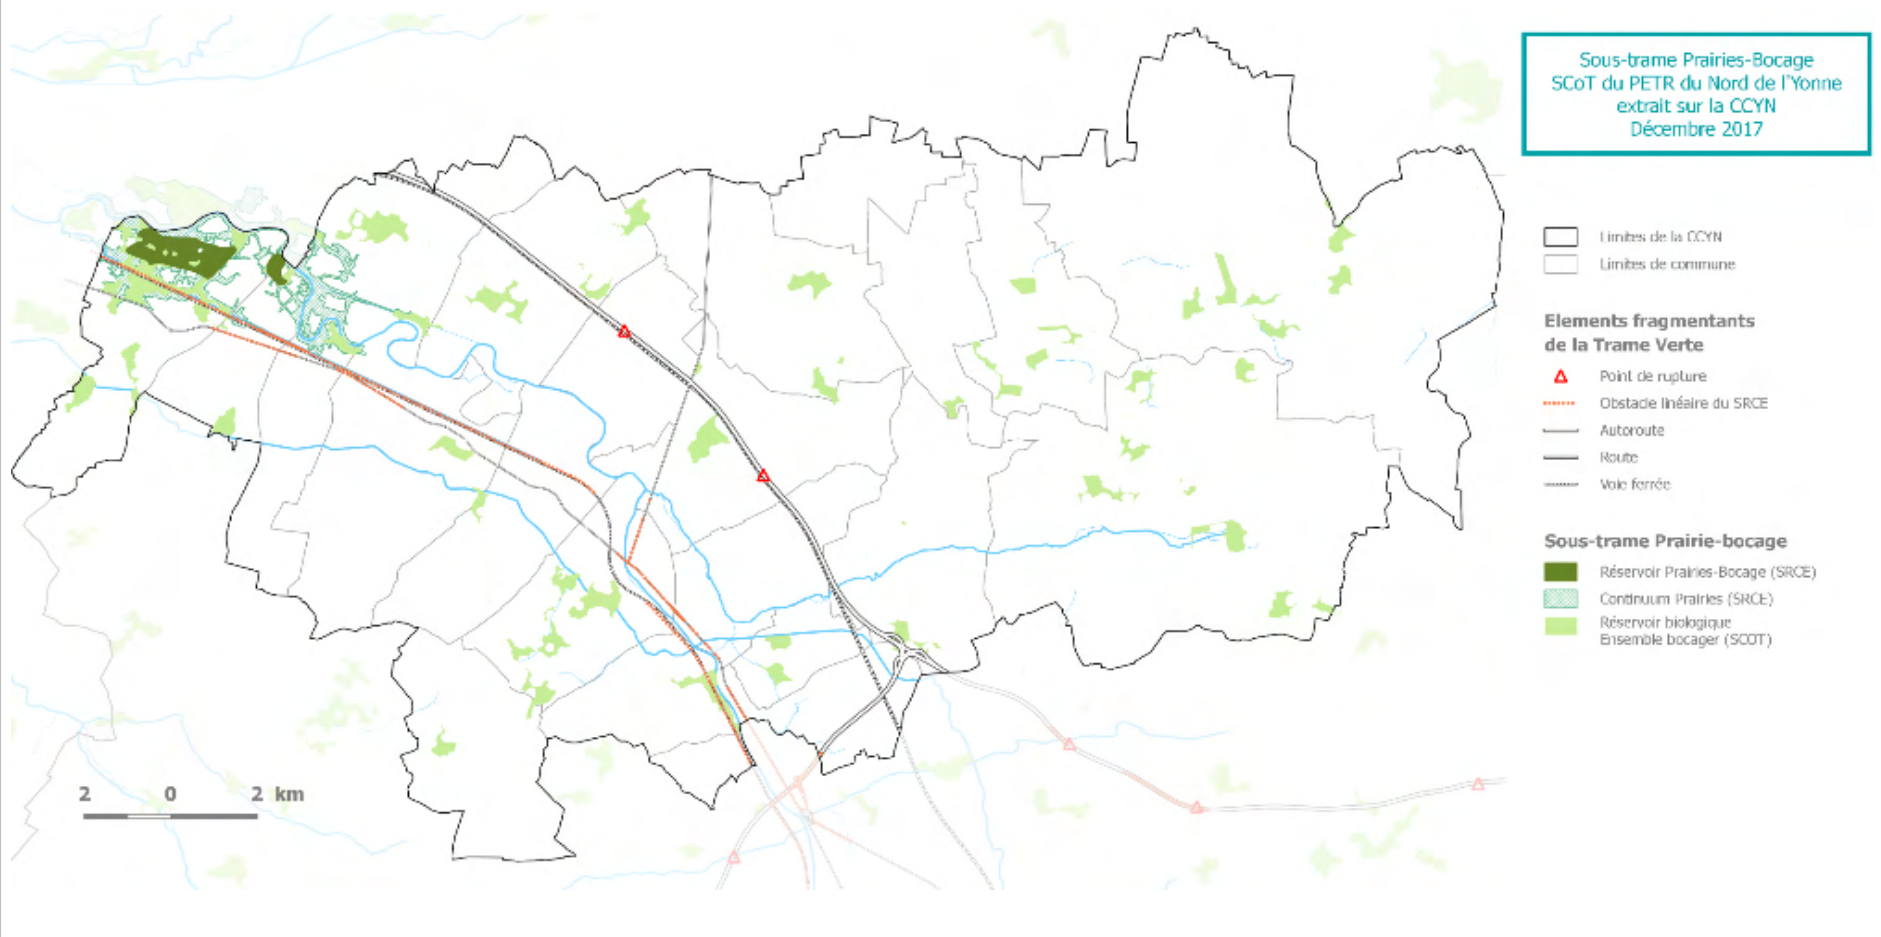 Sous-trame Prairies-Bocage
SCoT du PETR du Nord de l'Yonne
extrait sur la CCYN
Décembre 2017
Limites de la CCYN
Limites de commune
Elements fragmentants
de la Trame Verte
Point de rupture
Obstacle linéaire du SRCE
Autoroute
Route
Voie ferrée
Sous-trame Prairie-bocage
Réservoir Prairies-Bocage (SRCE)
Continuum Prairies (SRCE)
Réservoir biologique
Ensemble bocager (SCOT)
2 0 2 km